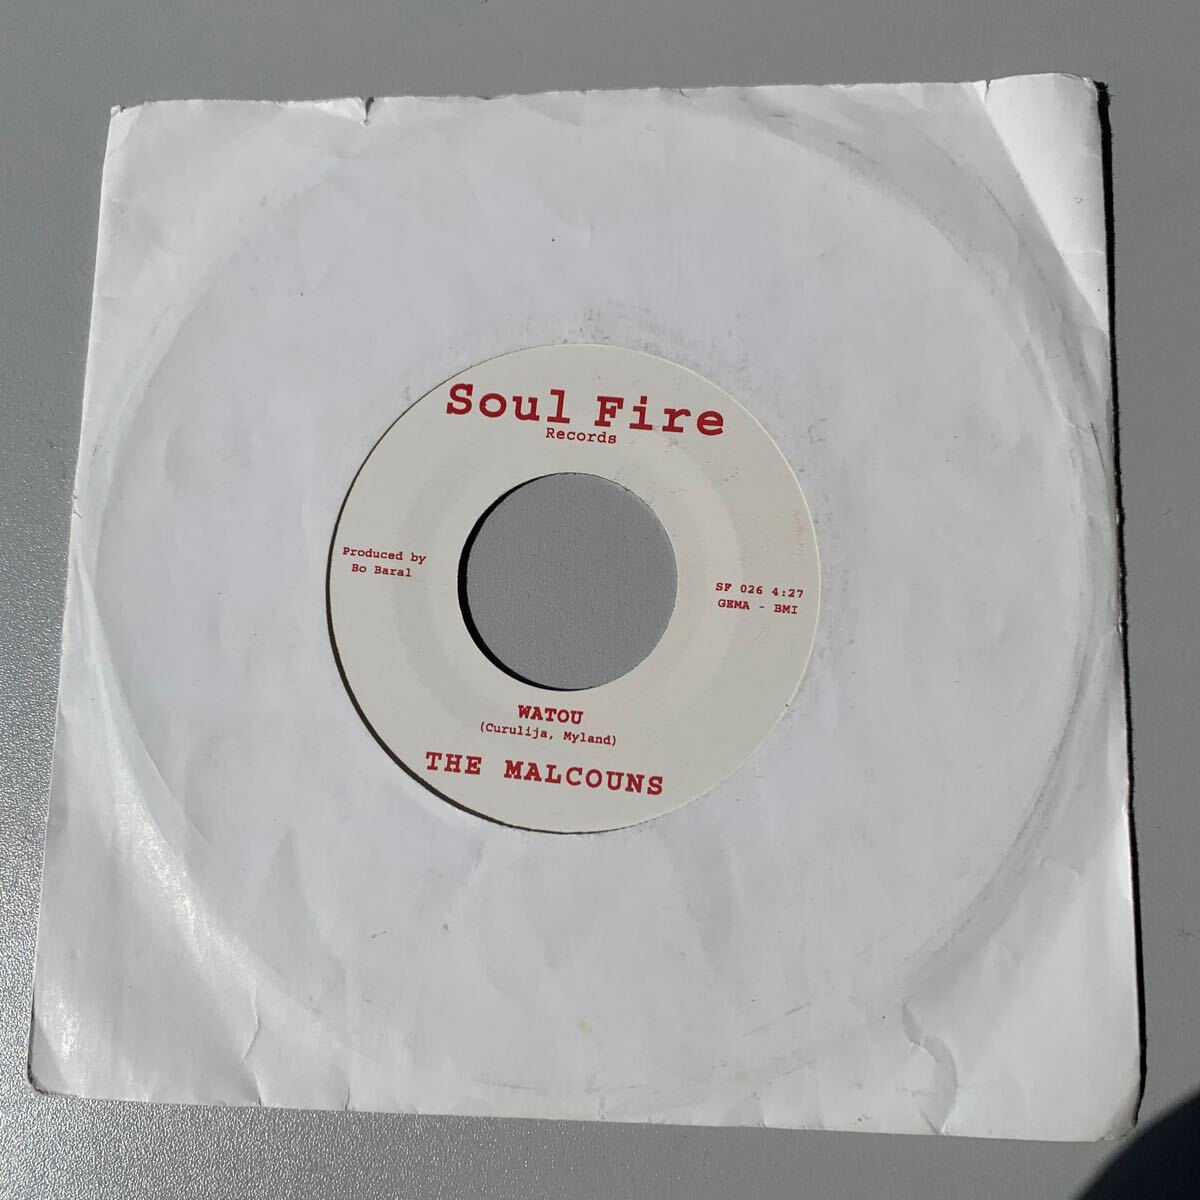 Soul Fire
Records
Produced by
Bo Baral
SF 026 4:27
GEMA - BMI
WATOU
(Curulija, Myland)
THE MALCOUNS